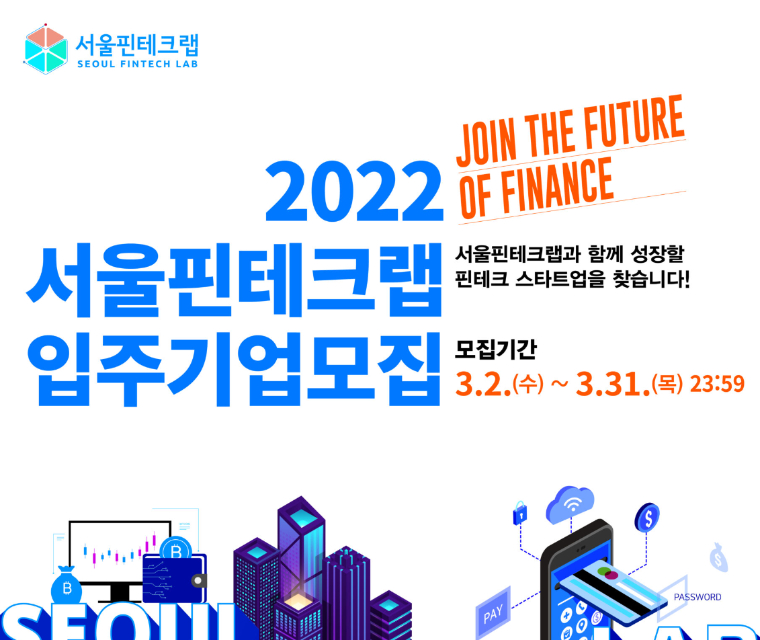 서울핀테크랩
SEOUL FINTECH LAB
JOIN THE FUTURE
OF FINANCE
2022
서울핀테크랩
입주기업모집
서울핀테크랩과 함께 성장할
핀테크 스타트업을 찾습니다!
모집기간
3.2.(수) ~ 3.31.(목) 23:59
B
B
$
$
PAY
PASSWORD
SEOUL
LAB